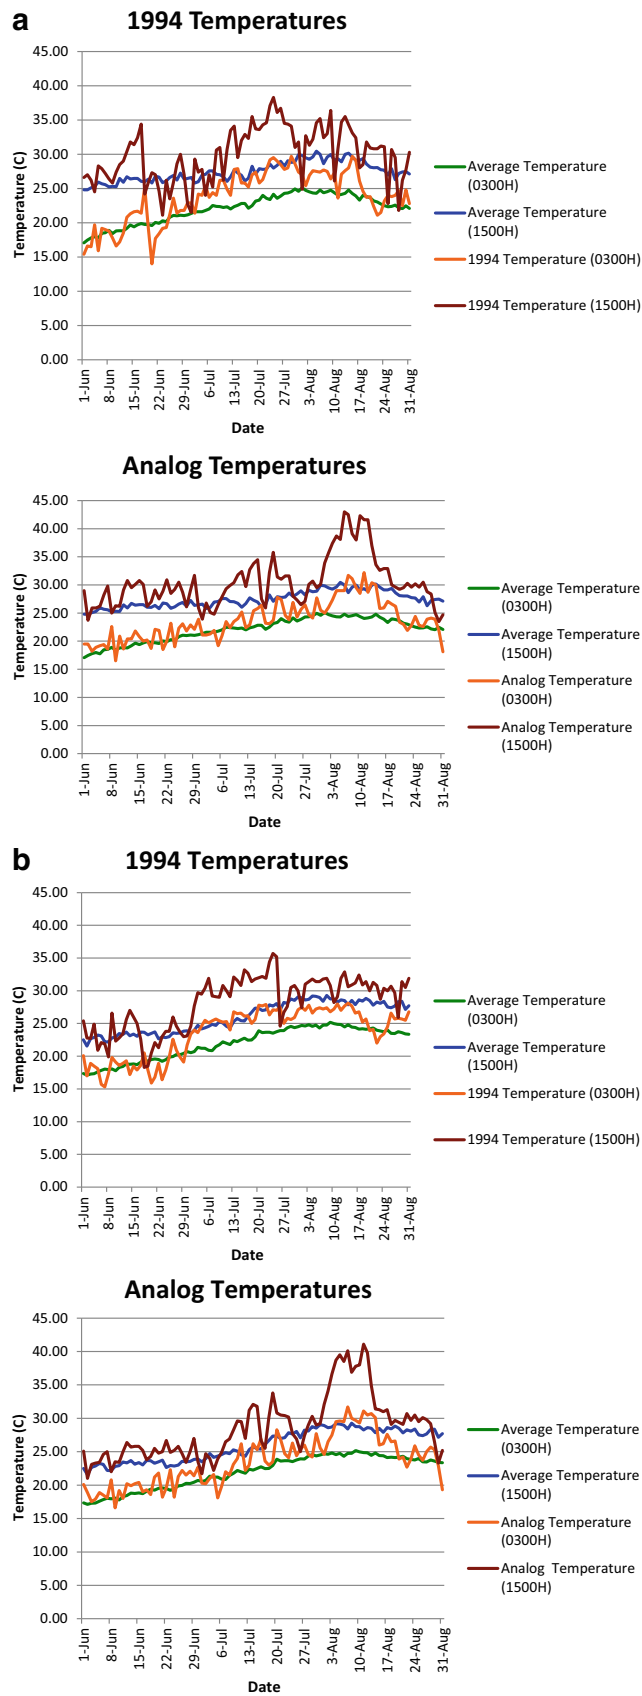 a
1994 Temperatures
45.00
40.00
35.00
30.00
25.00
20.00
15.00
10.00
5.00
0.00
Temperature (C)
1-Jun
8-Jun
15-Jun
22-Jun
29-Jun
6-Jul
13-Jul
20-Jul
27-Jul
3-Aug
10-Aug
17-Aug
24-Aug
31-Aug
Date
Average Temperature
(0300H)
Average Temperature
(1500H)
1994 Temperature (0300H)
1994 Temperature (1500H)
Analog Temperatures
45.00
40.00
35.00
30.00
25.00
20.00
15.00
10.00
5.00
0.00
Temperature (C)
1-Jun
8-Jun
15-Jun
22-Jun
29-Jun
6-Jul
13-Jul
20-Jul
27-Jul
3-Aug
10-Aug
17-Aug
24-Aug
31-Aug
Date
Average Temperature
(0300H)
Average Temperature
(1500H)
Analog Temperature
(0300H)
Analog Temperature
(1500H)
b
1994 Temperatures
45.00
40.00
35.00
30.00
25.00
20.00
15.00
10.00
5.00
0.00
Temperature (C)
1-Jun
8-Jun
15-Jun
22-Jun
29-Jun
6-Jul
13-Jul
20-Jul
27-Jul
3-Aug
10-Aug
17-Aug
24-Aug
31-Aug
Date
Average Temperature
(0300H)
Average Temperature
(1500H)
1994 Temperature (0300H)
1994 Temperature (1500H)
Analog Temperatures
45.00
40.00
35.00
30.00
25.00
20.00
15.00
10.00
5.00
0.00
Temperature (C)
1-Jun
8-Jun
15-Jun
22-Jun
29-Jun
6-Jul
13-Jul
20-Jul
27-Jul
3-Aug
10-Aug
17-Aug
24-Aug
31-Aug
Date
Average Temperature
(0300H)
Average Temperature
(1500H)
Analog Temperature
(0300H)
Analog Temperature
(1500H)